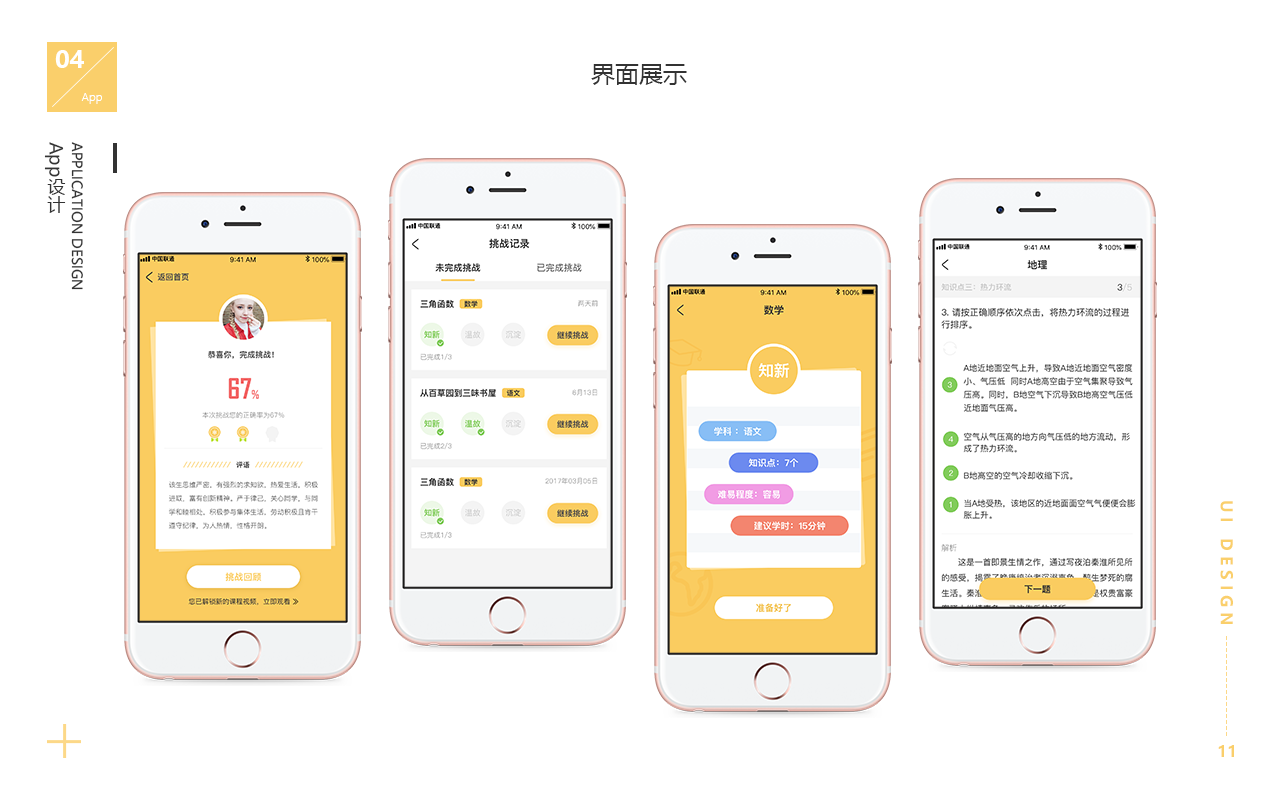 04
App
APPLICATION DESIGN
App设计
界面展示
中国联通 9:41 AM 100%
返回首页
恭喜你，完成挑战！
67%
本次挑战您的正确率为67%
评语
该生思维严密，有强烈的求知欲，热爱生活。积极
进取，富有创新精神。严于律己，关心同学，与同
学和睦相处，积极参与集体生活，劳动积极且肯干
遵守纪律，为人热情，性格开朗。
挑战回顾
您已解锁新的课程视频，立即观看
中国联通 9:41 AM 100%
挑战记录
未完成挑战 已完成挑战
三角函数 数学 两天前
知新 温故 沉淀 继续挑战
已完成1/3
从百草园到三味书屋 语文 6月13日
知新 温故 沉淀 继续挑战
已完成2/3
三角函数 数学 2017年03月05日
知新 温故 沉淀 继续挑战
已完成1/3
中国联通 9:41 AM 100%
数学
知新
学科：语文
知识点：7个
难易程度：容易
建议学时：15分钟
准备好了
中国联通 9:41 AM 100%
地理
知识点三：热力环流 3/5
3. 请按正确顺序依次点击，将热力环流的过程进
行排序。
3 A地近地面空气上升，导致A地近地面空气密度
小、气压低 同时A地高空由于空气集聚导致气
压高。同时，B地空气下沉导致B地高空气压低
近地面气压高。
4 空气从气压高的地方向气压低的地方流动，形
成了热力环流。
2 B地高空的空气冷却收缩下沉。
1 当A地受热，该地区的近地面面空气气便便会膨
胀上升。
解析
这是一首即景生情之作，通过写夜泊秦淮所见所
的感受，揭露了晚唐统治者沉溺声色，醉生梦死的腐
生活。秦淮 是权贵富豪
下一题
UI DESIGN
11